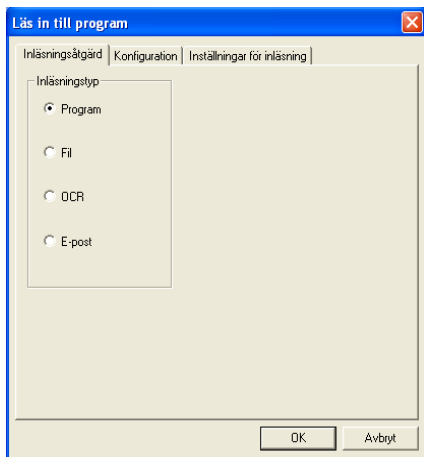 Läs in till program
Inläsningsåtgärd Konfiguration Inställningar för inläsning
Inläsningstyp
Program
Fil
OCR
E-post
OK Avbryt